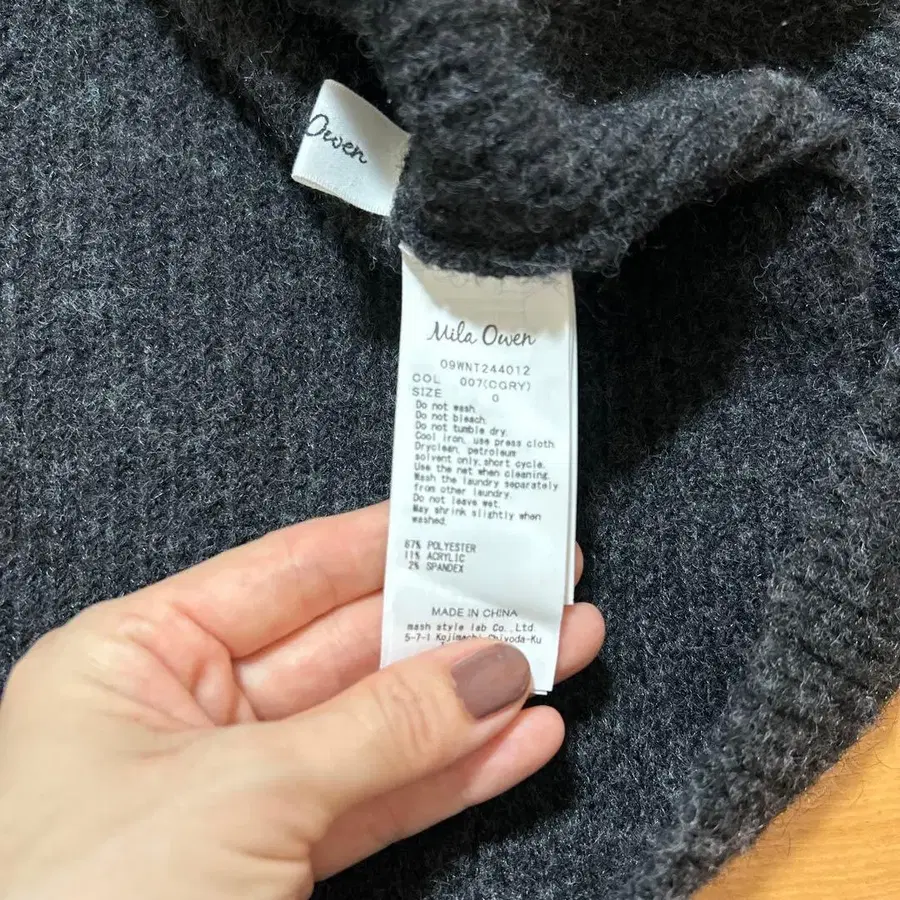 Owen
Mila Owen
09WNT244012
COL 007(CGRY)
SIZE 0
Do not wash.
Do not bleach.
Do not tumble dry.
Cool iron, use press cloth.
Dryclean, petroleum
solvent only, short cycle.
Use the net when cleaning.
Wash the laundry separately
from other laundry.
Do not leave wet.
May shrink slightly when
washed.
87% POLYESTER
11% ACRYLIC
2% SPANDEX
MADE IN CHINA
mash style lab Co.,Ltd.
5-7-1 Kojimachi Chiyoda-Ku